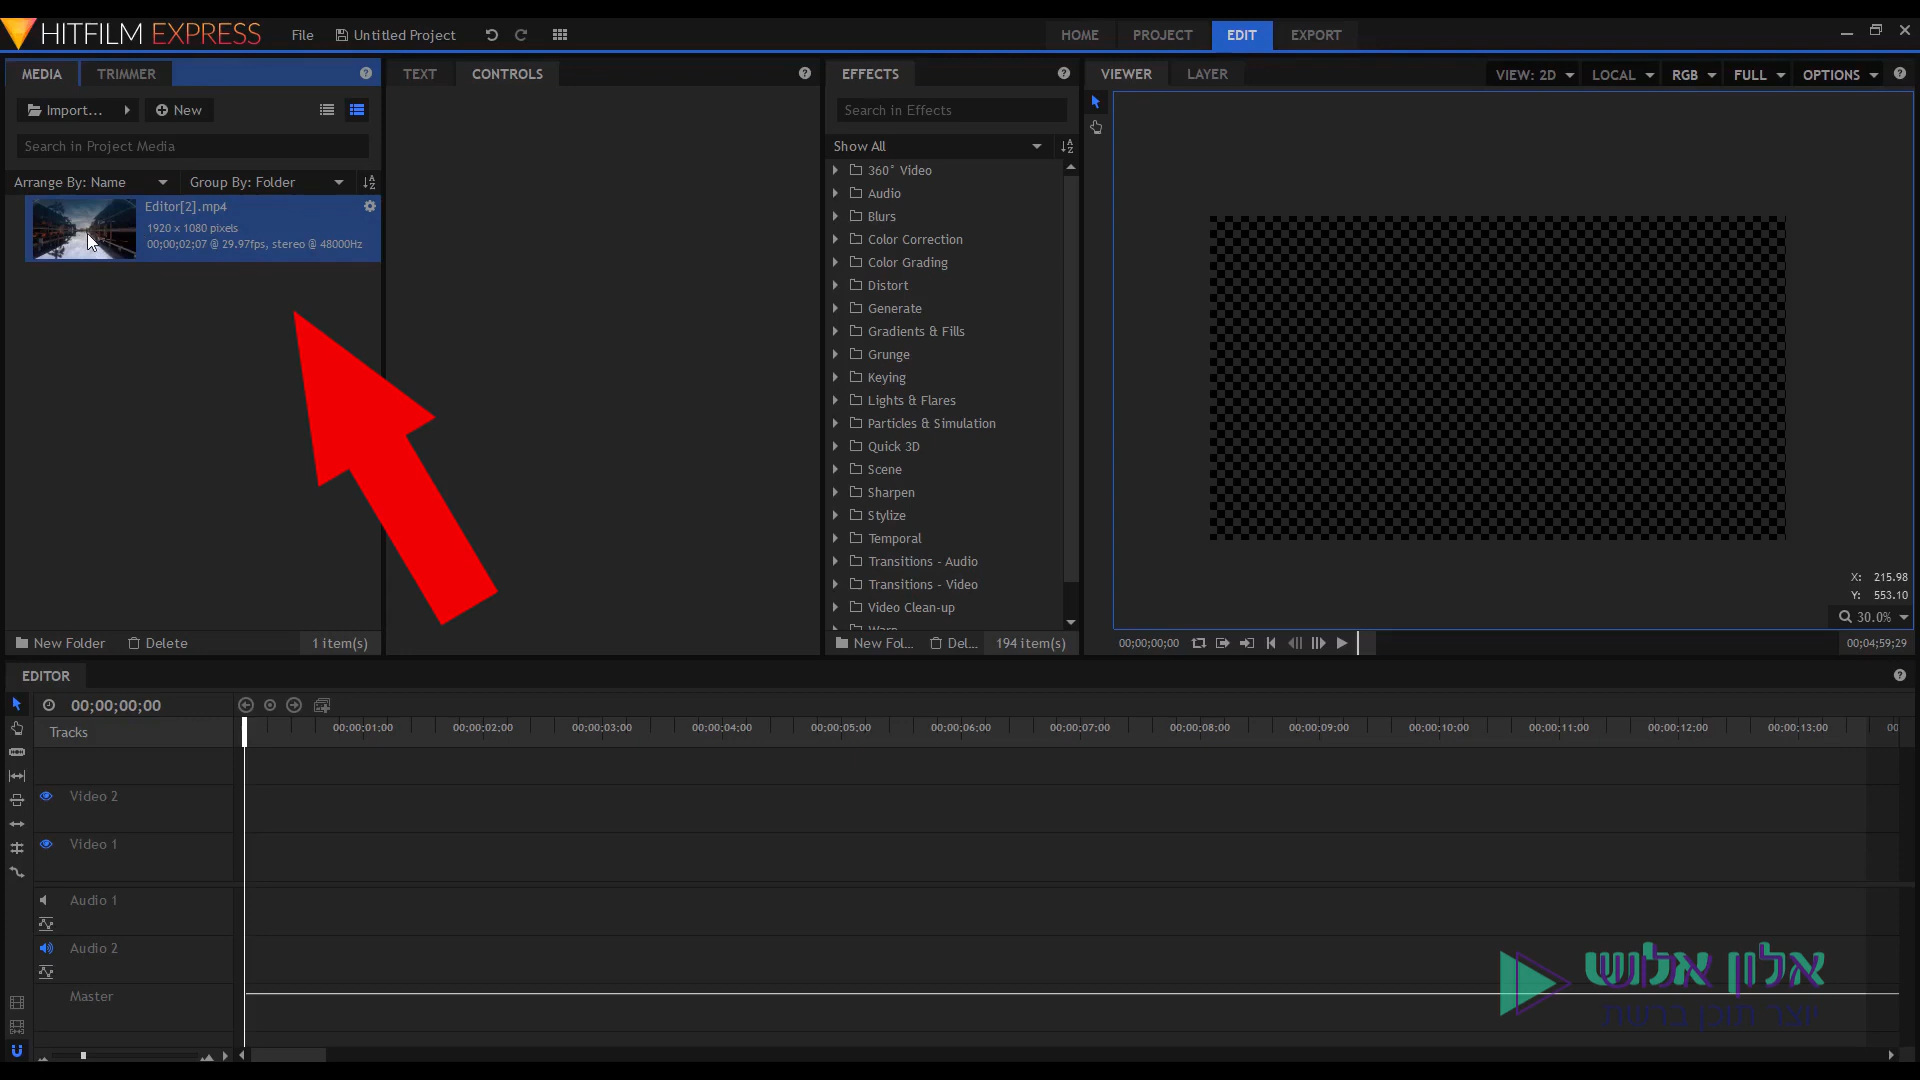 HITFILM EXPRESS
File
Untitled Project
HOME
PROJECT
EDIT
EXPORT
MEDIA
TRIMMER
TEXT
CONTROLS
EFFECTS
VIEWER
LAYER
VIEW: 2D
LOCAL
RGB
FULL
OPTIONS
Import...
New
Search in Project Media
Arrange By: Name
Group By: Folder
Editor[2].mp4
1920 x 1080 pixels
00;00;02;07 @ 29.97fps, stereo @ 48000Hz
New Folder
Delete
1 item(s)
Search in Effects
Show All
360° Video
Audio
Blurs
Color Correction
Color Grading
Distort
Generate
Gradients & Fills
Grunge
Keying
Lights & Flares
Particles & Simulation
Quick 3D
Scene
Sharpen
Stylize
Temporal
Transitions - Audio
Transitions - Video
Video Clean-up
Warp
New Fol...
Del...
194 item(s)
X: 215.98
Y: 553.10
30.0%
00;00;00;00
00;04;59;29
EDITOR
00;00;00;00
Tracks
00;00;01;00
00;00;02;00
00;00;03;00
00;00;04;00
00;00;05;00
00;00;06;00
00;00;07;00
00;00;08;00
00;00;09;00
00;00;10;00
00;00;11;00
00;00;12;00
00;00;13;00
Video 2
Video 1
Audio 1
Audio 2
Master
אלון אלוש
יוצר תוכן ברשת